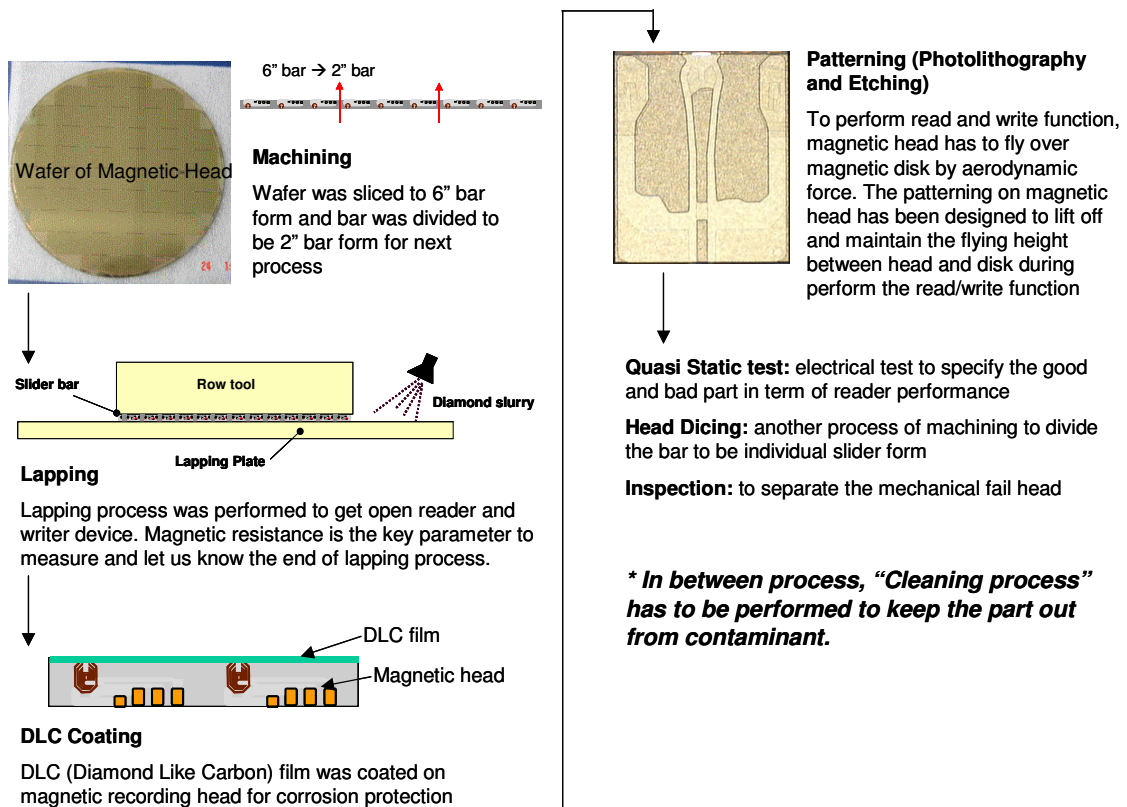 6” bar → 2” bar
Wafer of Magnetic Head
24 1
Machining
Wafer was sliced to 6” bar
form and bar was divided to
be 2” bar form for next
process
Slider bar
Row tool
Diamond slurry
Lapping Plate
Lapping
Lapping process was performed to get open reader and
writer device. Magnetic resistance is the key parameter to
measure and let us know the end of lapping process.
DLC film
Magnetic head
DLC Coating
DLC (Diamond Like Carbon) film was coated on
magnetic recording head for corrosion protection
Patterning (Photolithography
and Etching)
To perform read and write function,
magnetic head has to fly over
magnetic disk by aerodynamic
force. The patterning on magnetic
head has been designed to lift off
and maintain the flying height
between head and disk during
perform the read/write function
Quasi Static test: electrical test to specify the good
and bad part in term of reader performance
Head Dicing: another process of machining to divide
the bar to be individual slider form
Inspection: to separate the mechanical fail head
* In between process, “Cleaning process”
has to be performed to keep the part out
from contaminant.